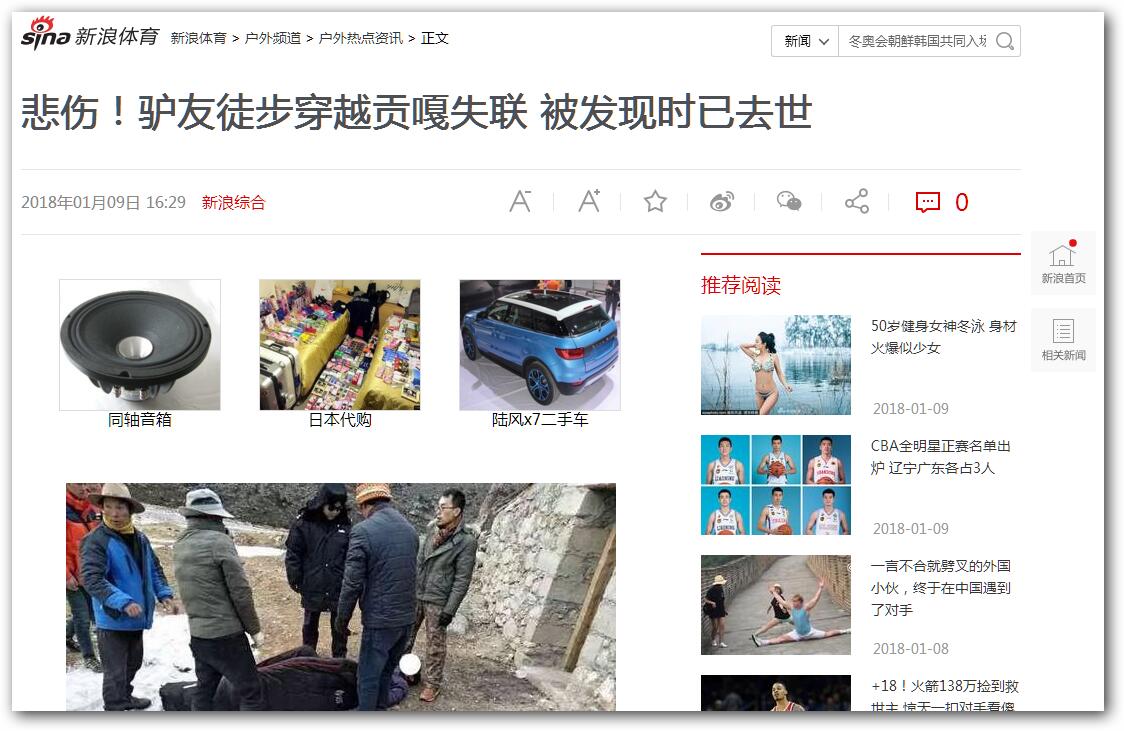 sina 新浪体育
新浪体育 > 户外频道 > 户外热点资讯 > 正文
新闻
冬奥会朝鲜韩国共同入场
悲伤！驴友徒步穿越贡嘎失联 被发现时已去世
2018年01月09日 16:29 新浪综合
0
新浪首页
相关新闻
同轴音箱
日本代购
陆风x7二手车
推荐阅读
50岁健身女神冬泳 身材
火爆似少女
2018-01-09
CBA全明星正赛名单出
炉 辽宁广东各占3人
2018-01-09
一言不合就劈叉的外国
小伙，终于在中国遇到
了对手
2018-01-08
+18！火箭138万捡到救
世主 惊天一扣对手看傻